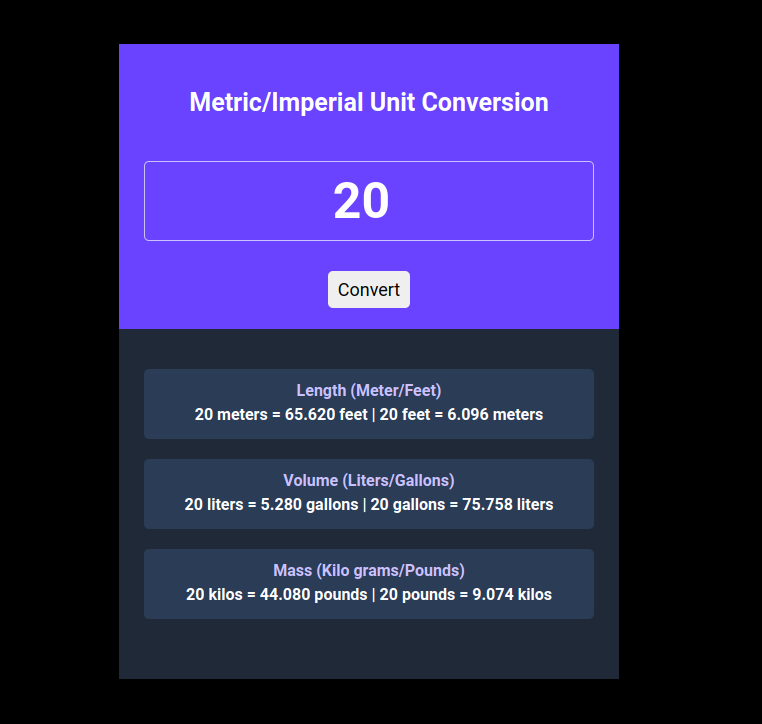 Metric/Imperial Unit Conversion
20
Convert
Length (Meter/Feet)
20 meters = 65.620 feet | 20 feet = 6.096 meters
Volume (Liters/Gallons)
20 liters = 5.280 gallons | 20 gallons = 75.758 liters
Mass (Kilo grams/Pounds)
20 kilos = 44.080 pounds | 20 pounds = 9.074 kilos